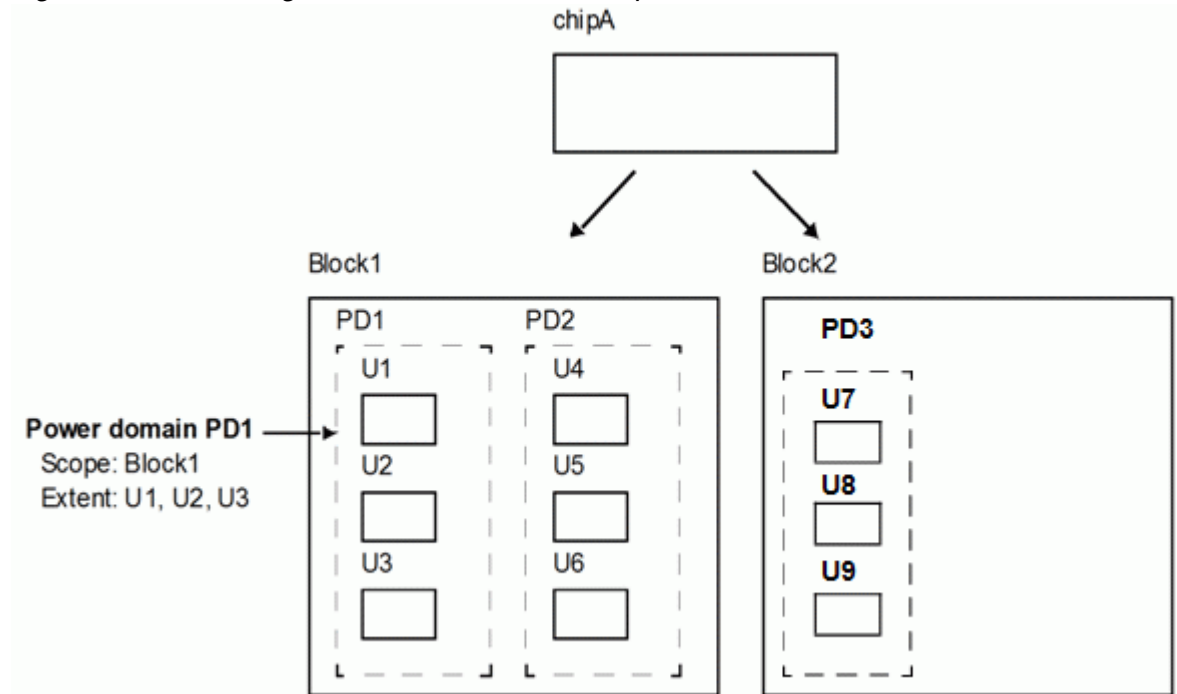 chipA
Block1
Block2
PD1
PD2
PD3
U1
U4
U7
Power domain PD1
Scope: Block1
Extent: U1, U2, U3
U2
U5
U8
U3
U6
U9